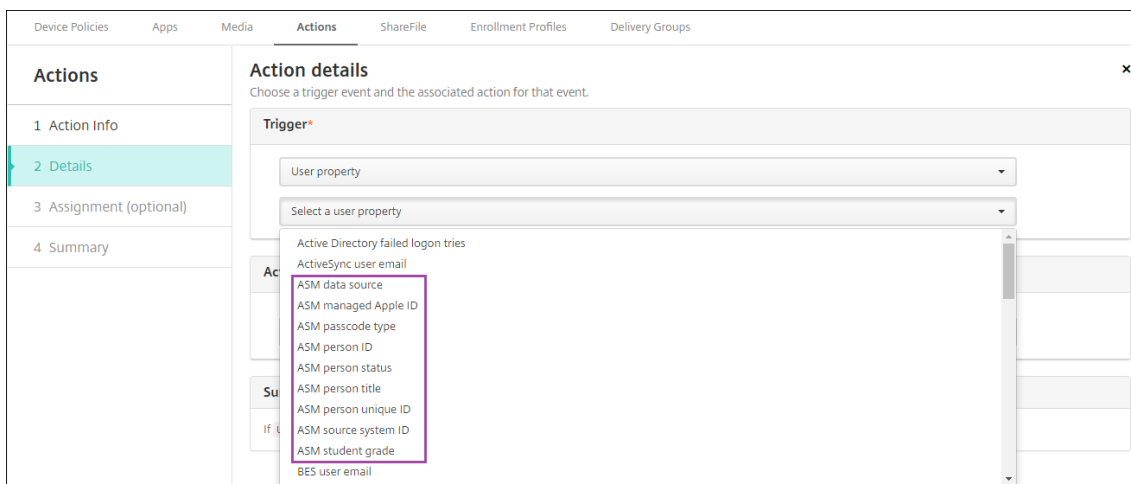 Device Policies Apps Media Actions ShareFile Enrollment Profiles Delivery Groups
Actions
1 Action Info
2 Details
3 Assignment (optional)
4 Summary
Action details
Choose a trigger event and the associated action for that event.
Trigger*
User property
Select a user property
Active Directory failed logon tries
ActiveSync user email
ASM data source
ASM managed Apple ID
ASM passcode type
ASM person ID
ASM person status
ASM person title
ASM person unique ID
ASM source system ID
ASM student grade
BES user email
If